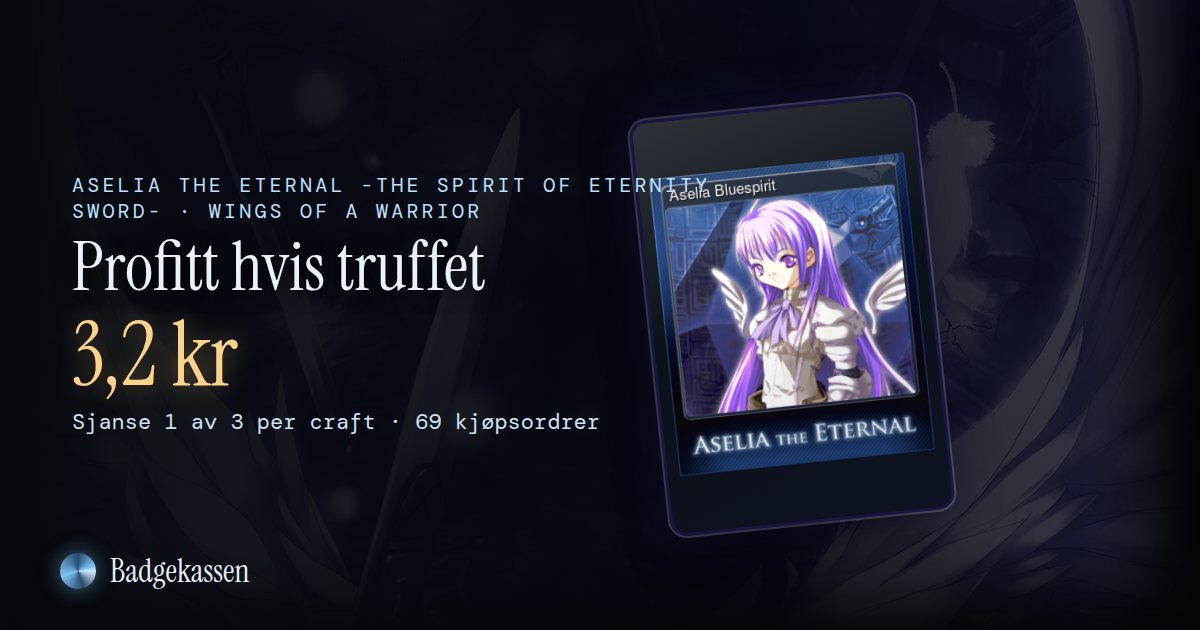 ASELIA THE ETERNAL -THE SPIRIT OF ETERNITY
SWORD- · WINGS OF A WARRIOR
Profitt hvis truffet
3,2 kr
Sjanse 1 av 3 per craft · 69 kjøpsordrer
Aselia Bluespirit
ASELIA THE ETERNAL
Badgekassen